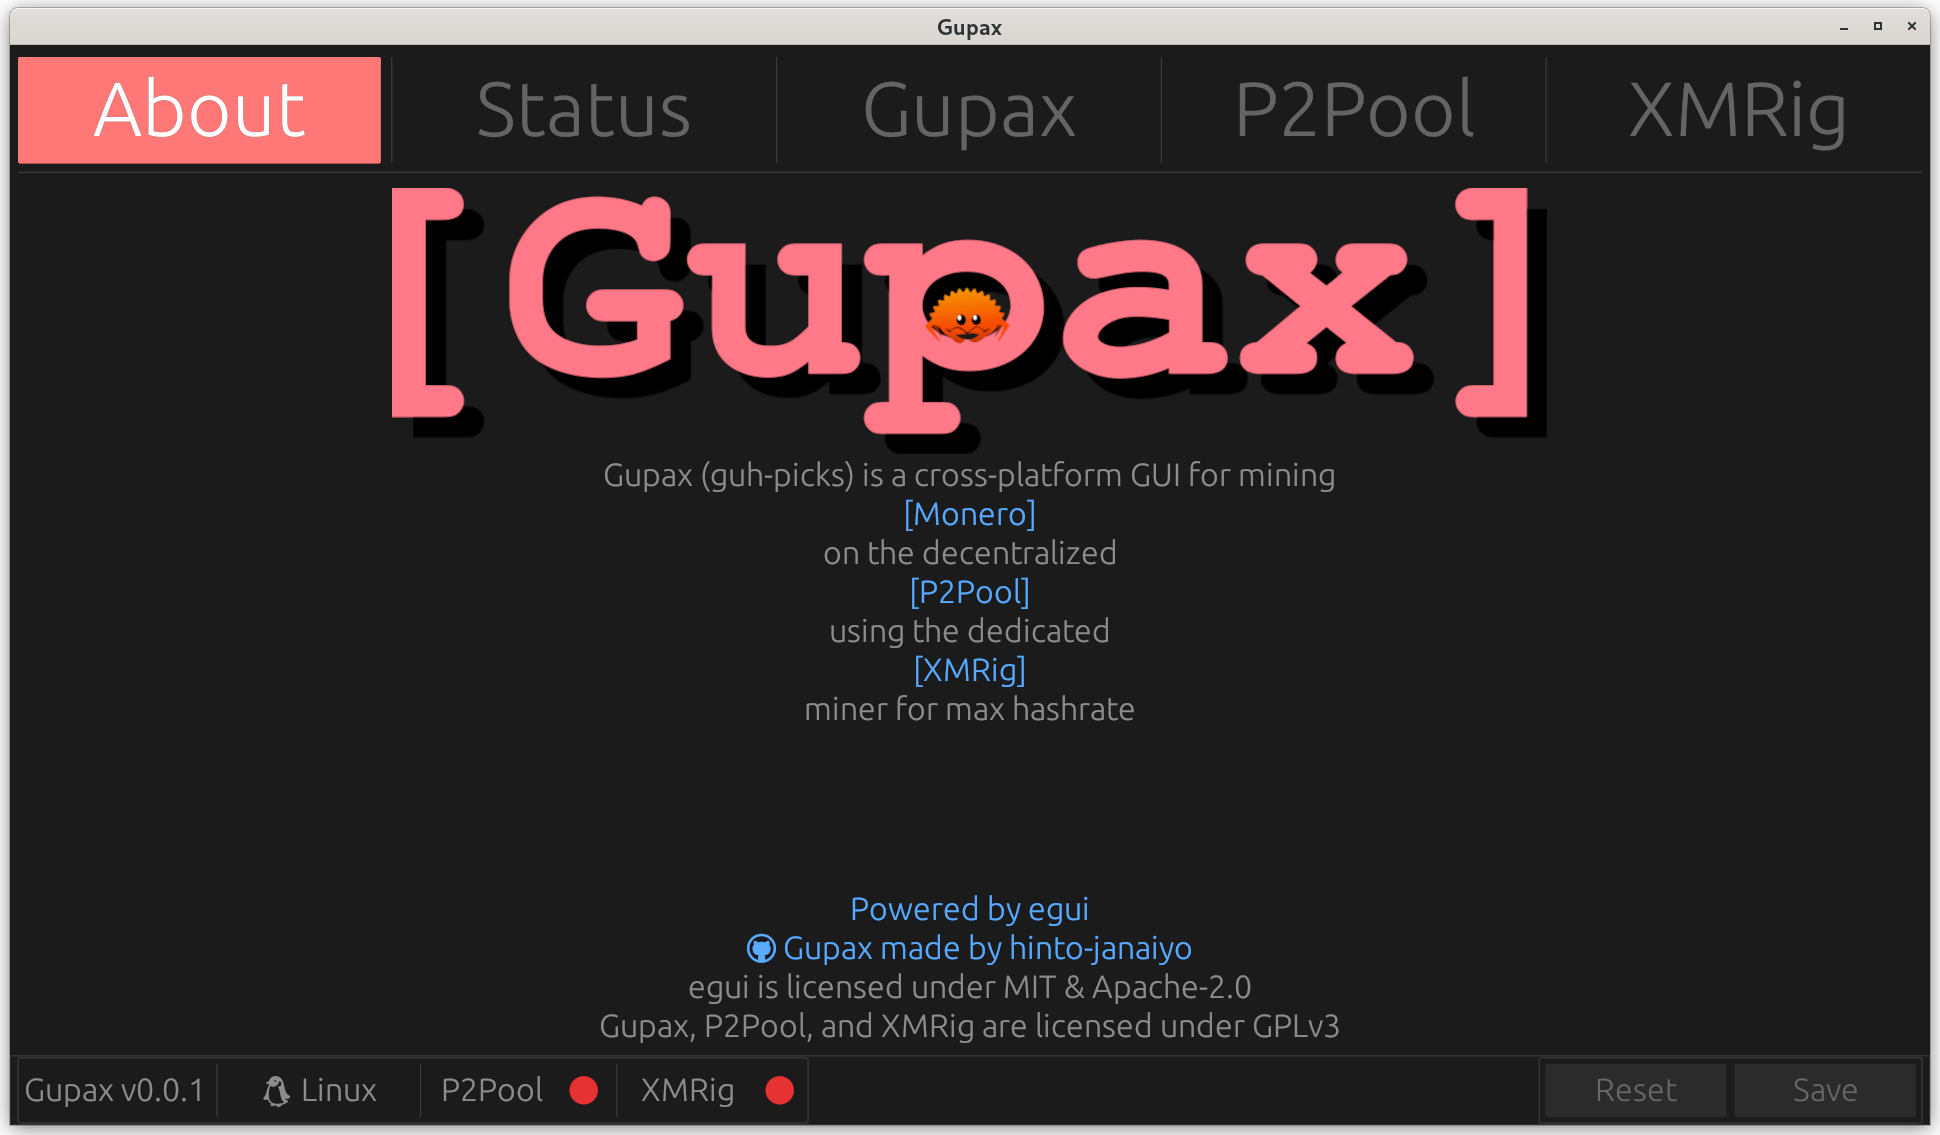 Gupax
About Status Gupax P2Pool XMRig
[Gupax]
Gupax (guh-picks) is a cross-platform GUI for mining
[Monero]
on the decentralized
[P2Pool]
using the dedicated
[XMRig]
miner for max hashrate
Powered by egui
Gupax made by hinto-janaiyo
egui is licensed under MIT & Apache-2.0
Gupax, P2Pool, and XMRig are licensed under GPLv3
Gupax v0.0.1 Linux P2Pool XMRig Reset Save